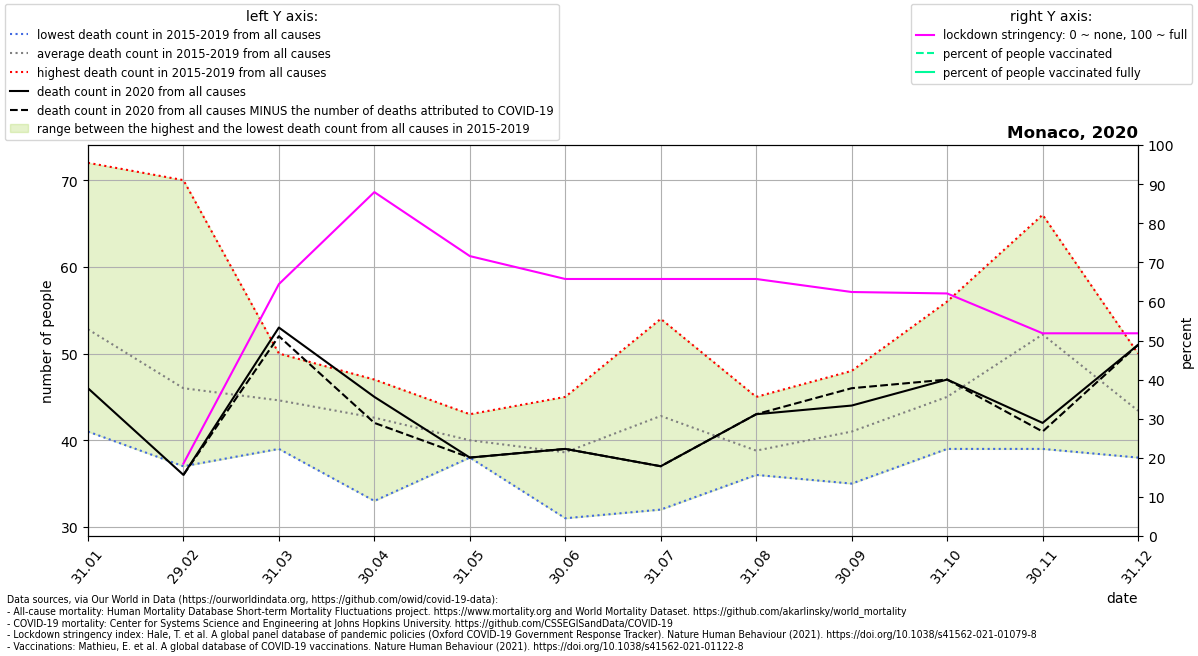 left Y axis:
lowest death count in 2015-2019 from all causes
average death count in 2015-2019 from all causes
highest death count in 2015-2019 from all causes
death count in 2020 from all causes
death count in 2020 from all causes MINUS the number of deaths attributed to COVID-19
range between the highest and the lowest death count from all causes in 2015-2019
right Y axis:
lockdown stringency: 0 ~ none, 100 ~ full
percent of people vaccinated
percent of people vaccinated fully
Monaco, 2020
70
60
50
40
30
number of people
100
90
80
70
60
50
40
30
20
10
0
percent
31.01
29.02
31.03
30.04
31.05
30.06
31.07
31.08
30.09
31.10
30.11
31.12
date
Data sources, via Our World in Data (https://ourworldindata.org, https://github.com/owid/covid-19-data):
- All-cause mortality: Human Mortality Database Short-term Mortality Fluctuations project. https://www.mortality.org and World Mortality Dataset. https://github.com/akarlinsky/world_mortality
- COVID-19 mortality: Center for Systems Science and Engineering at Johns Hopkins University. https://github.com/CSSEGISandData/COVID-19
- Lockdown stringency index: Hale, T. et al. A global panel database of pandemic policies (Oxford COVID-19 Government Response Tracker). Nature Human Behaviour (2021). https://doi.org/10.1038/s41562-021-01079-8
- Vaccinations: Mathieu, E. et al. A global database of COVID-19 vaccinations. Nature Human Behaviour (2021). https://doi.org/10.1038/s41562-021-01122-8